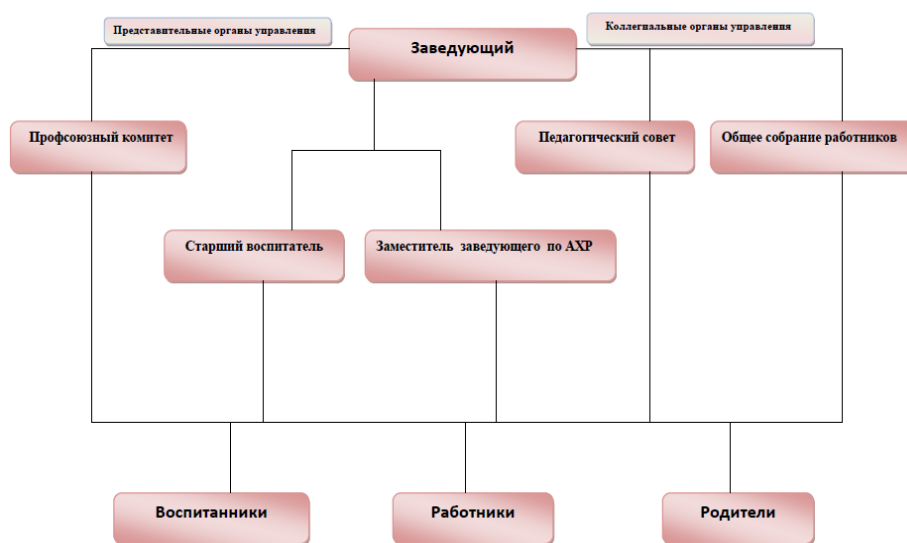 Представительные органы управления
Коллегиальные органы управления
Заведующий
Профсоюзный комитет
Педагогический совет
Общее собрание работников
Старший воспитатель
Заместитель заведующего по АХР
Воспитанники
Работники
Родители